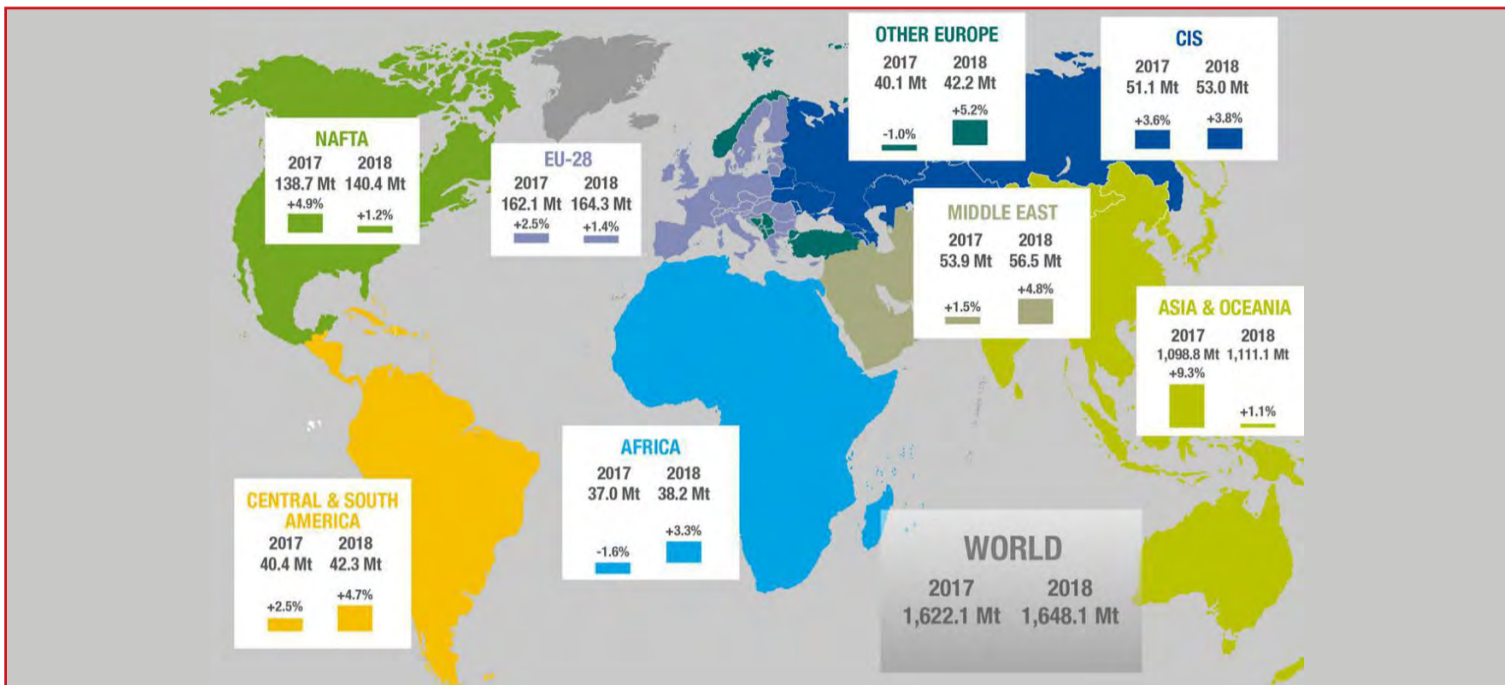 OTHER EUROPE
2017 2018
40.1 Mt 42.2 Mt
-1.0% +5.2%
CIS
2017 2018
51.1 Mt 53.0 Mt
+3.6% +3.8%
NAFTA
2017 2018
138.7 Mt 140.4 Mt
+4.9% +1.2%
EU-28
2017 2018
162.1 Mt 164.3 Mt
+2.5% +1.4%
MIDDLE EAST
2017 2018
53.9 Mt 56.5 Mt
+1.5% +4.8%
ASIA & OCEANIA
2017 2018
1,098.8 Mt 1,111.1 Mt
+9.3% +1.1%
AFRICA
2017 2018
37.0 Mt 38.2 Mt
-1.6% +3.3%
CENTRAL & SOUTH
AMERICA
2017 2018
40.4 Mt 42.3 Mt
+2.5% +4.7%
WORLD
2017 2018
1,622.1 Mt 1,648.1 Mt